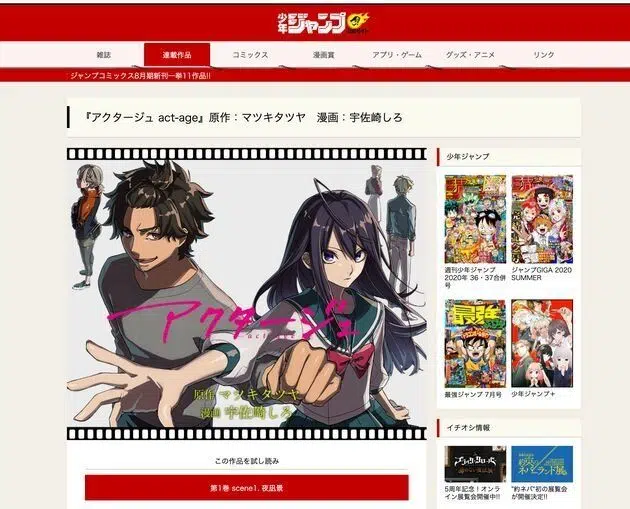 少年ジャンプ
雑誌
連載作品
コミックス
漫画賞
アプリ・ゲーム
グッズ・アニメ
リンク
ジャンプコミックス8月期新刊一挙11作品!!
『アクタージュ act-age』原作：マツキタツヤ　漫画：宇佐崎しろ
アクタージュ
act-age
原作 マツキタツヤ
漫画 宇佐崎しろ
この作品を試し読み
第1巻 scene1. 夜凪景
少年ジャンプ
週刊少年ジャンプ
2020年 36・37合併
号
ジャンプGIGA 2020
SUMMER
最強
最強ジャンプ 7月号
少年ジャンプ＋
イチオシ情報
5周年記念！オンラ
イン展覧会開催中!!
"約ネバ"初の展覧会
が開催決定!!